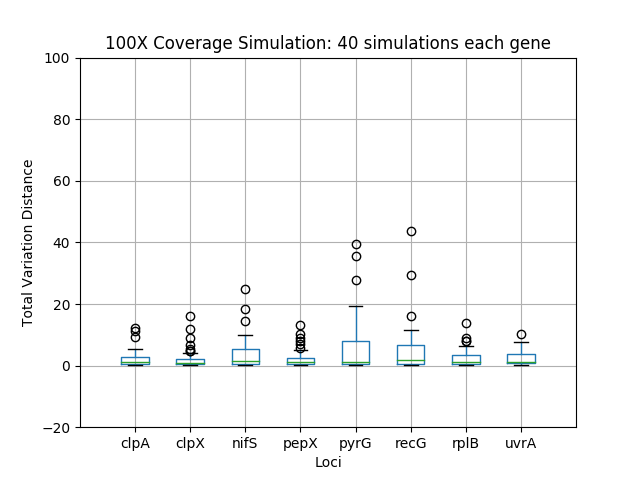 100X Coverage Simulation: 40 simulations each gene
Total Variation Distance
100
80
60
40
20
0
−20
clpA clpX nifS pepX pyrG recG rplB uvrA
Loci